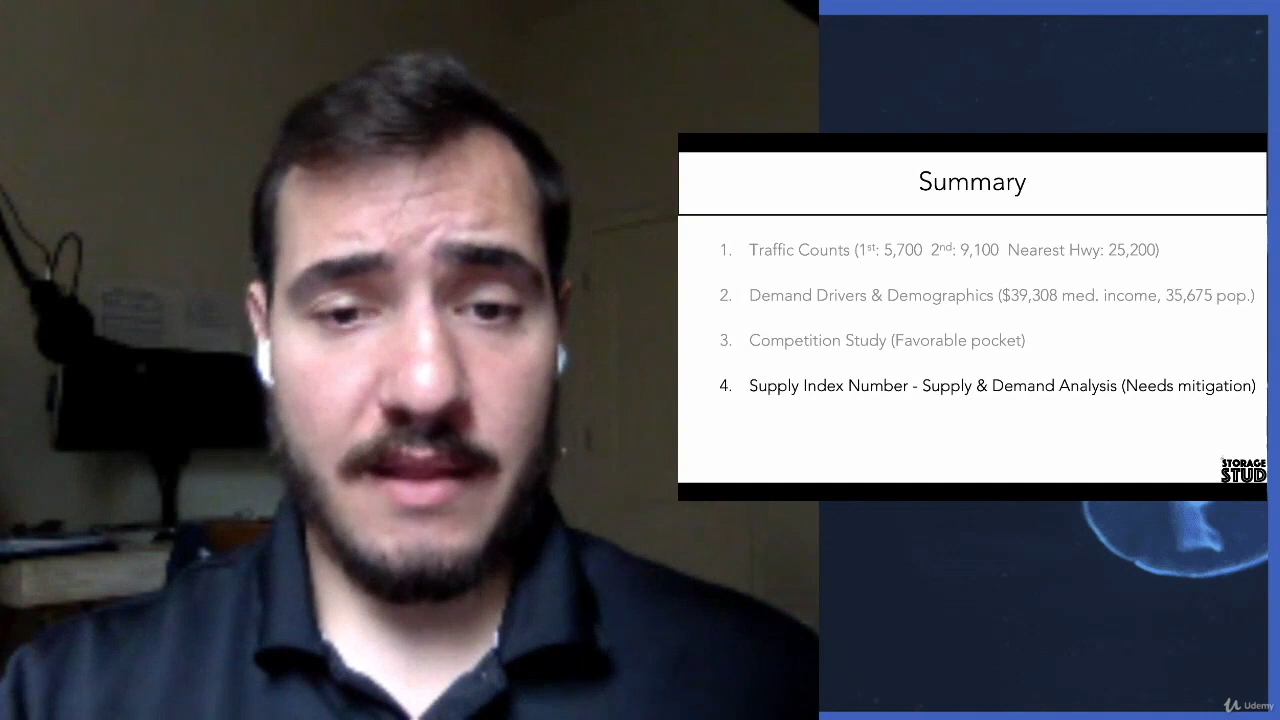 Summary
1. Traffic Counts (1st: 5,700 2nd: 9,100 Nearest Hwy: 25,200)
2. Demand Drivers & Demographics ($39,308 med. income, 35,675 pop.)
3. Competition Study (Favorable pocket)
4. Supply Index Number - Supply & Demand Analysis (Needs mitigation)
STORAGE
STUD
Udemy